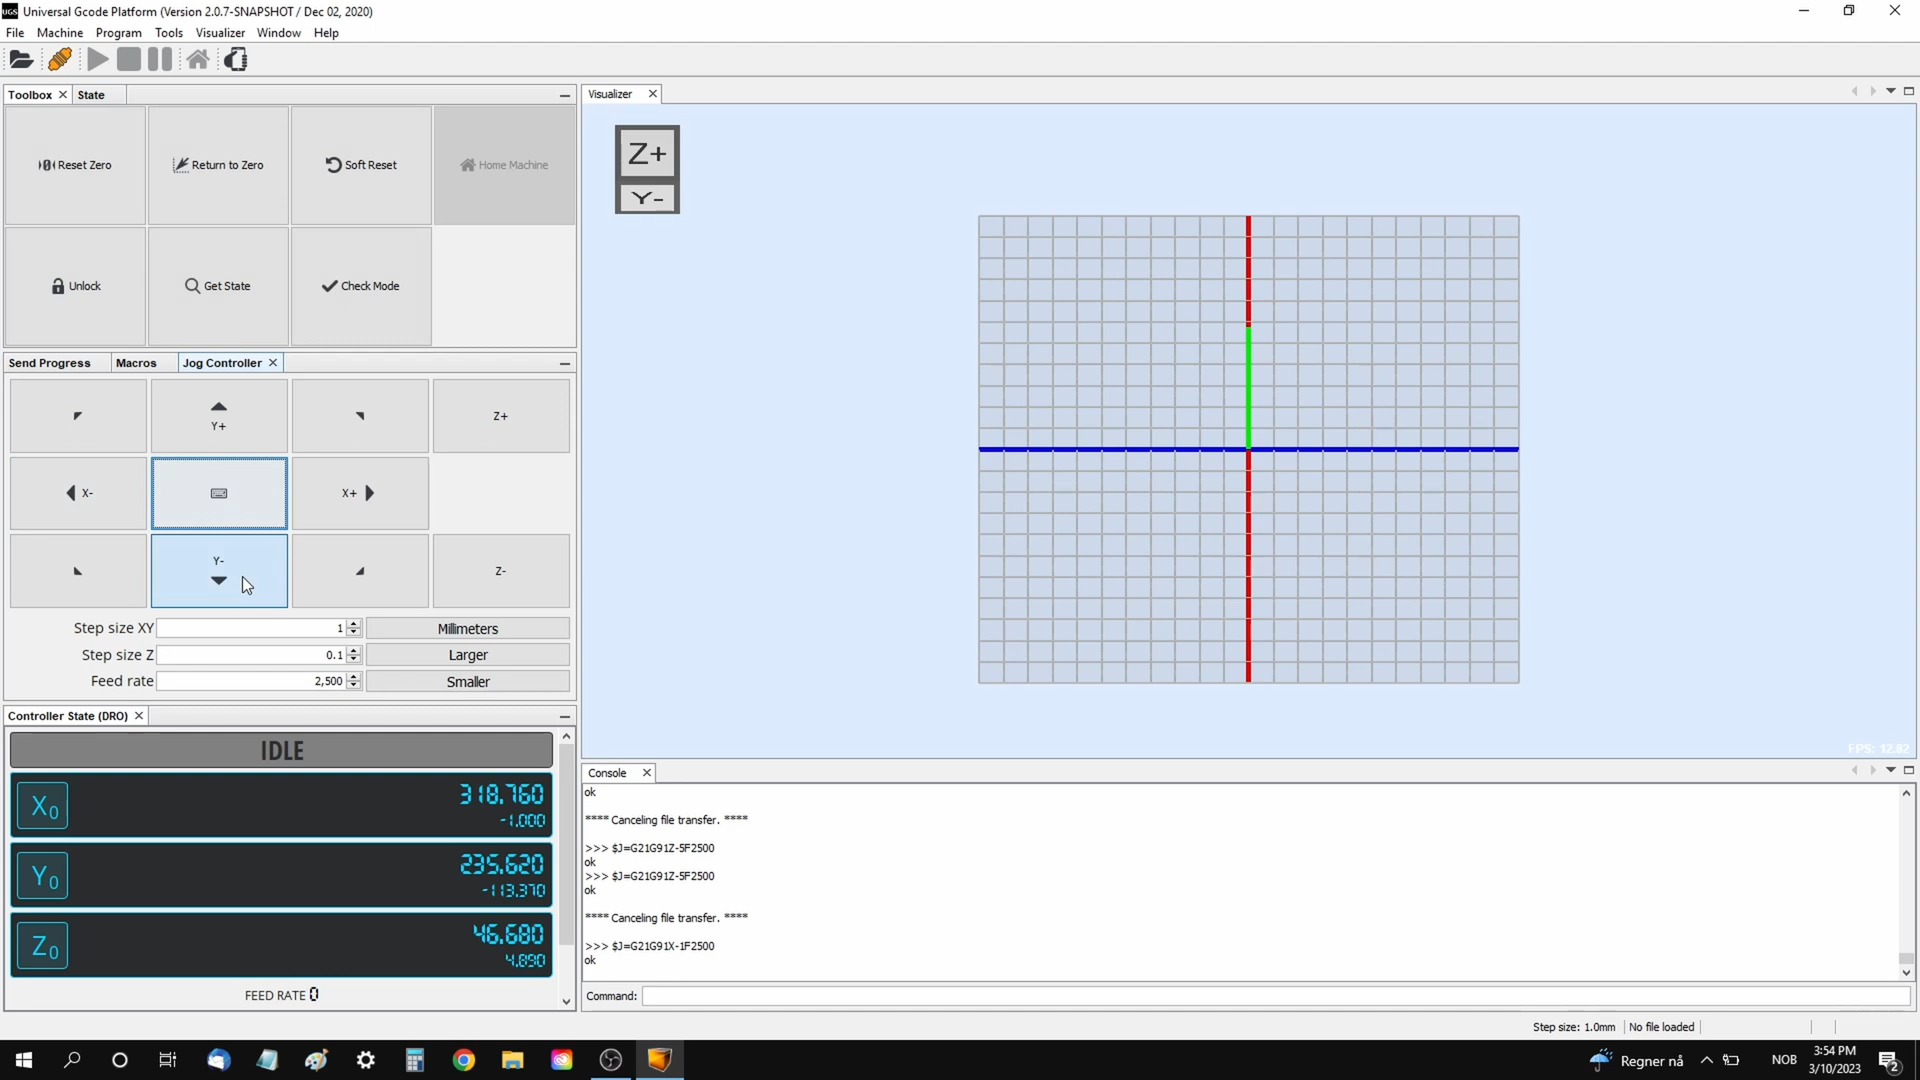 UGS Universal Gcode Platform (Version 2.0.7-SNAPSHOT / Dec 02, 2020)
File Machine Program Tools Visualizer Window Help
Toolbox State
Reset Zero Return to Zero Soft Reset Home Machine
Unlock Get State Check Mode
Send Progress Macros Jog Controller
Y+ Z+
X- X+
Y- Z-
Step size XY 1 Millimeters
Step size Z 0.1 Larger
Feed rate 2,500 Smaller
Controller State (DRO)
IDLE
X0 318.760
-1.000
Y0 235.620
-113.370
Z0 46.680
4.890
FEED RATE 0
Visualizer
Z+
Y-
FPS: 12.82
Console
ok
**** Canceling file transfer. ****
>>> $J=G21G91Z-5F2500
ok
>>> $J=G21G91Z-5F2500
ok
**** Canceling file transfer. ****
>>> $J=G21G91X-1F2500
ok
Command:
Step size: 1.0mm No file loaded
Regner nå NOB 3:54 PM
3/10/2023
2